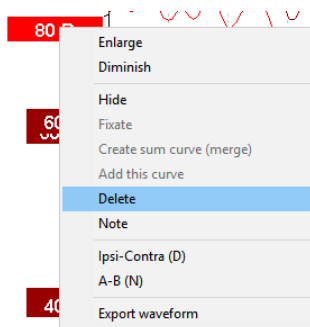 80
Enlarge
Diminish
Hide
60
Fixate
Create sum curve (merge)
Add this curve
Delete
Note
Ipsi-Contra (D)
A-B (N)
40
Export waveform